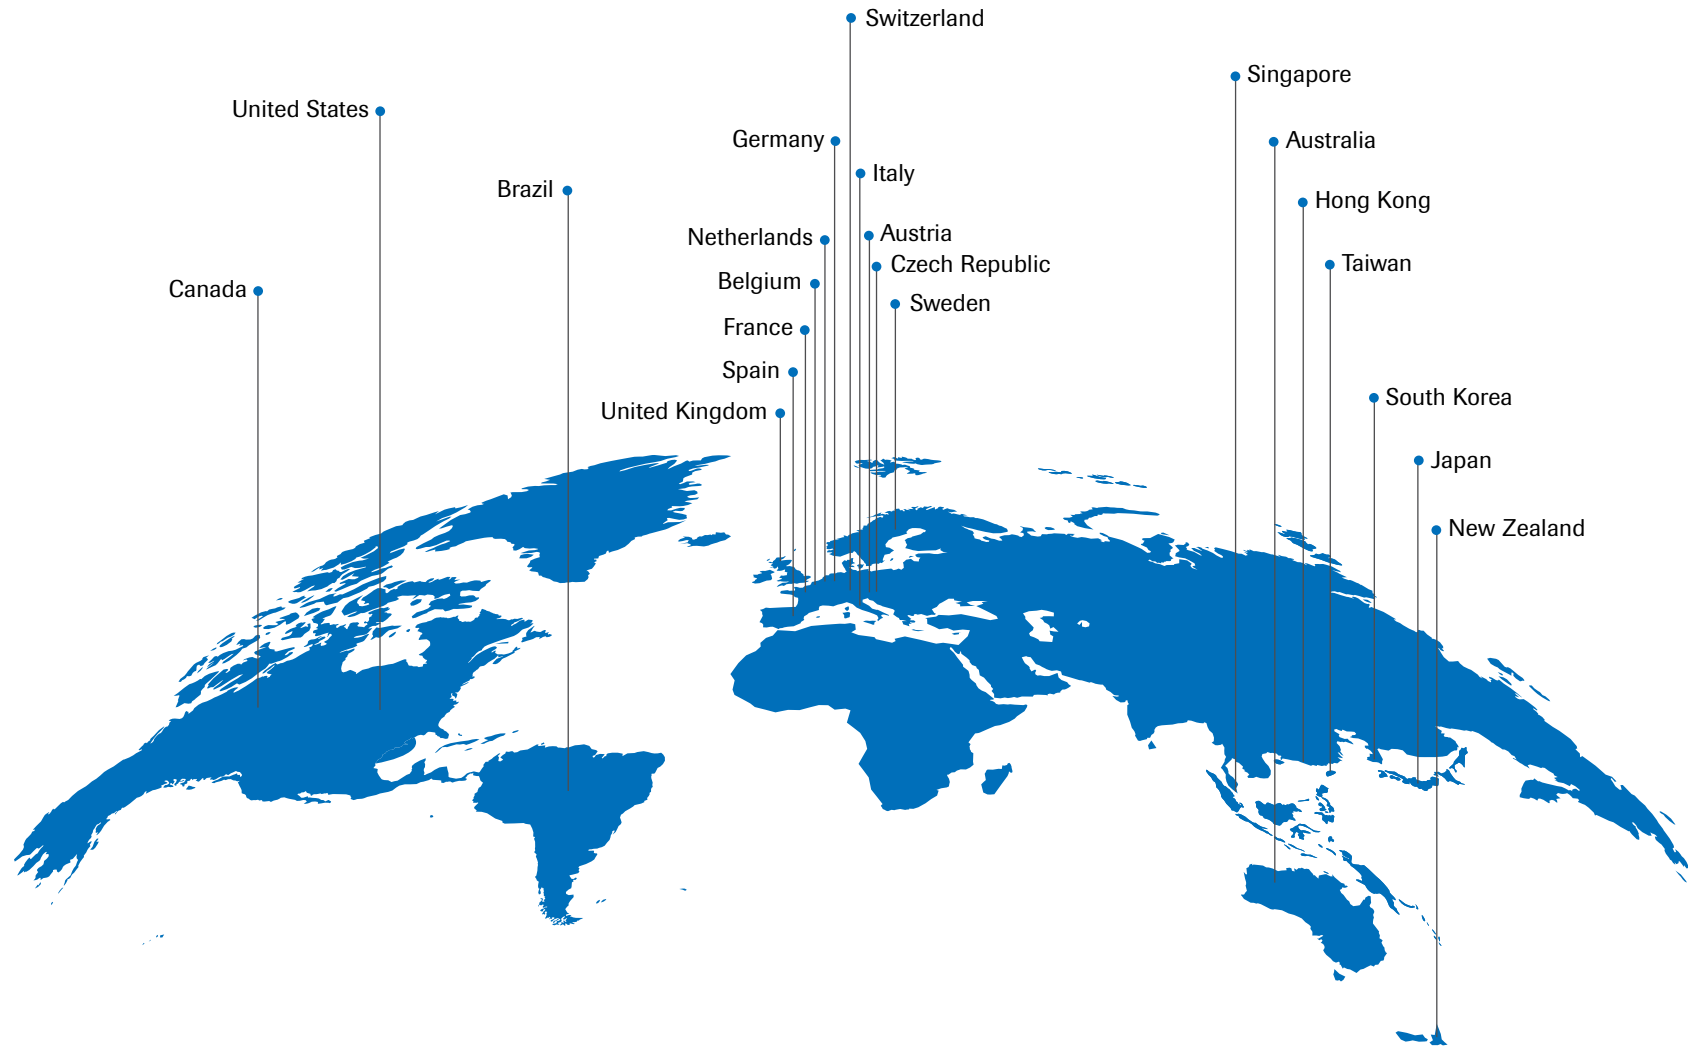 Switzerland
Singapore
United States
Germany
Australia
Italy
Brazil
Hong Kong
Netherlands
Austria
Czech Republic
Taiwan
Belgium
Canada
Sweden
France
Spain
South Korea
United Kingdom
Japan
New Zealand